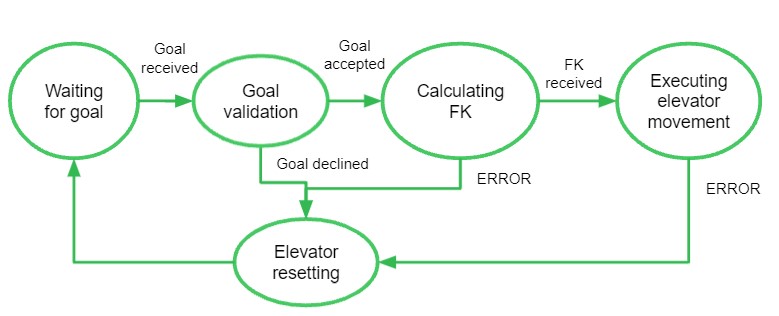 Waiting
for goal
Goal
received
Goal
validation
Goal
accepted
Calculating
FK
FK
received
Executing
elevator
movement
Goal declined
ERROR
ERROR
Elevator
resetting